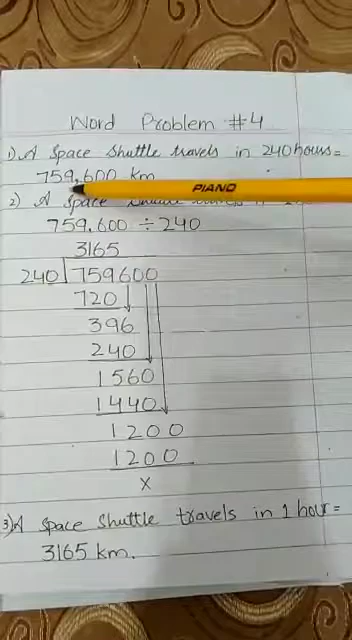 Word Problem #4
1) A Space Shuttle travels in 240 hours =
759,600 km
PIANO
2) A Space
759,600 ÷ 240
3165
240 759600
720
396
240
1560
1440
1200
1200
x
3) A Space Shuttle travels in 1 hour =
3165 km.